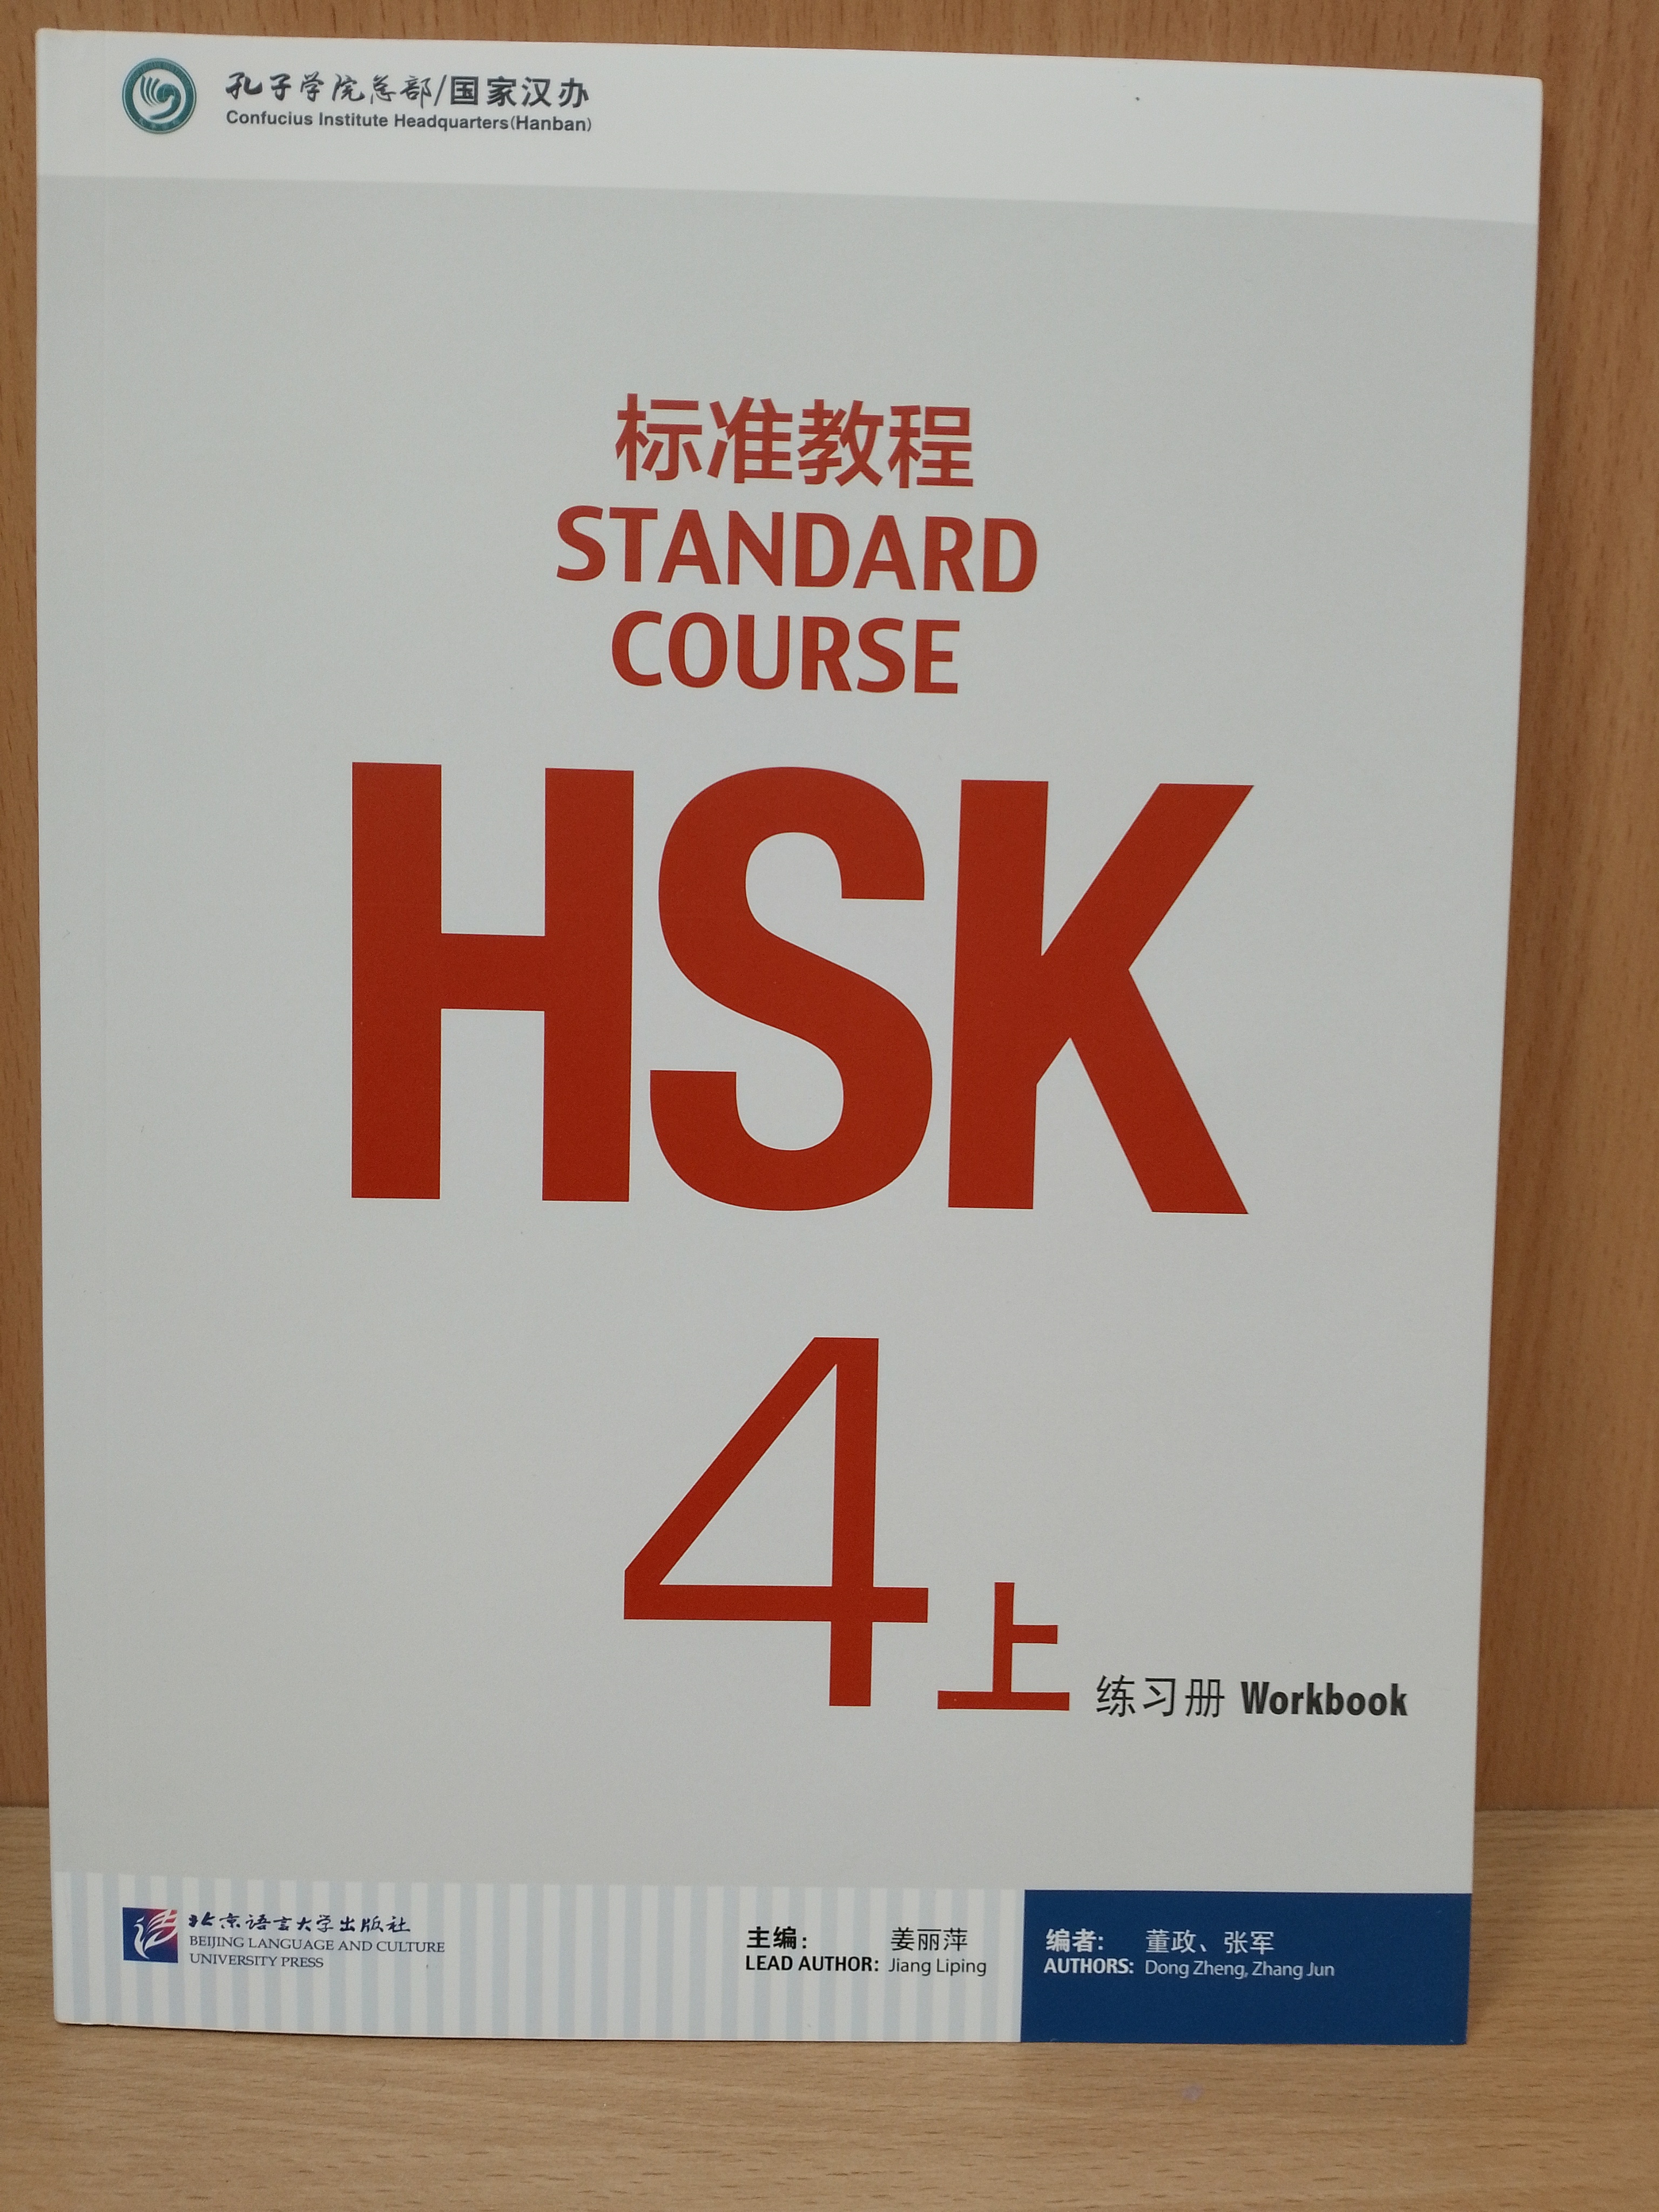 孔子学院总部/国家汉办
Confucius Institute Headquarters(Hanban)
标准教程
STANDARD
COURSE
HSK
4上 练习册 Workbook
北京语言大学出版社
BEIJING LANGUAGE AND CULTURE
UNIVERSITY PRESS
主编: 姜丽萍
LEAD AUTHOR: Jiang Liping
编者: 董政、张军
AUTHORS: Dong Zheng, Zhang Jun